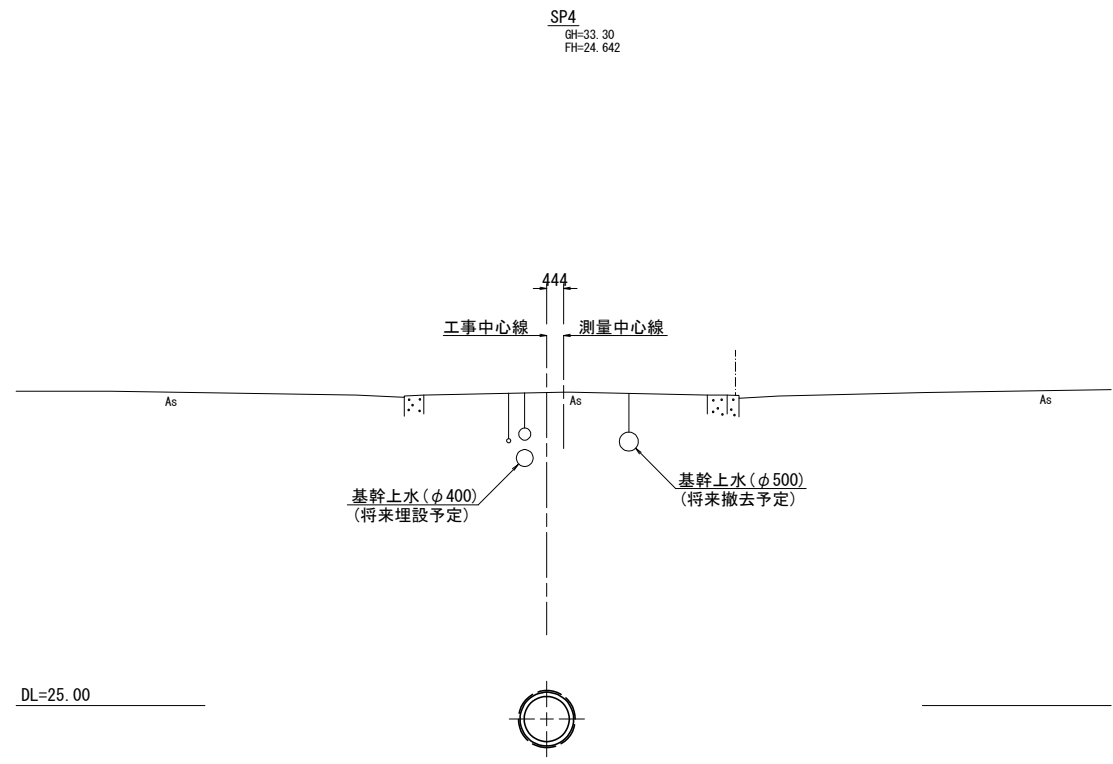 SP4
GH=33.30
FH=24.642
444
工事中心線
測量中心線
As
As
As
基幹上水(φ400)
(将来埋設予定)
基幹上水(φ500)
(将来撤去予定)
DL=25.00